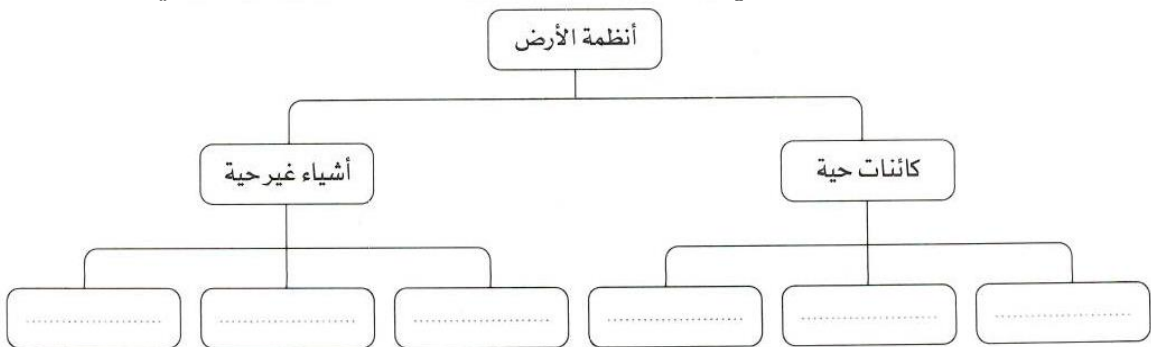 أنظمة الأرض
كائنات حية
أشياء غير حية